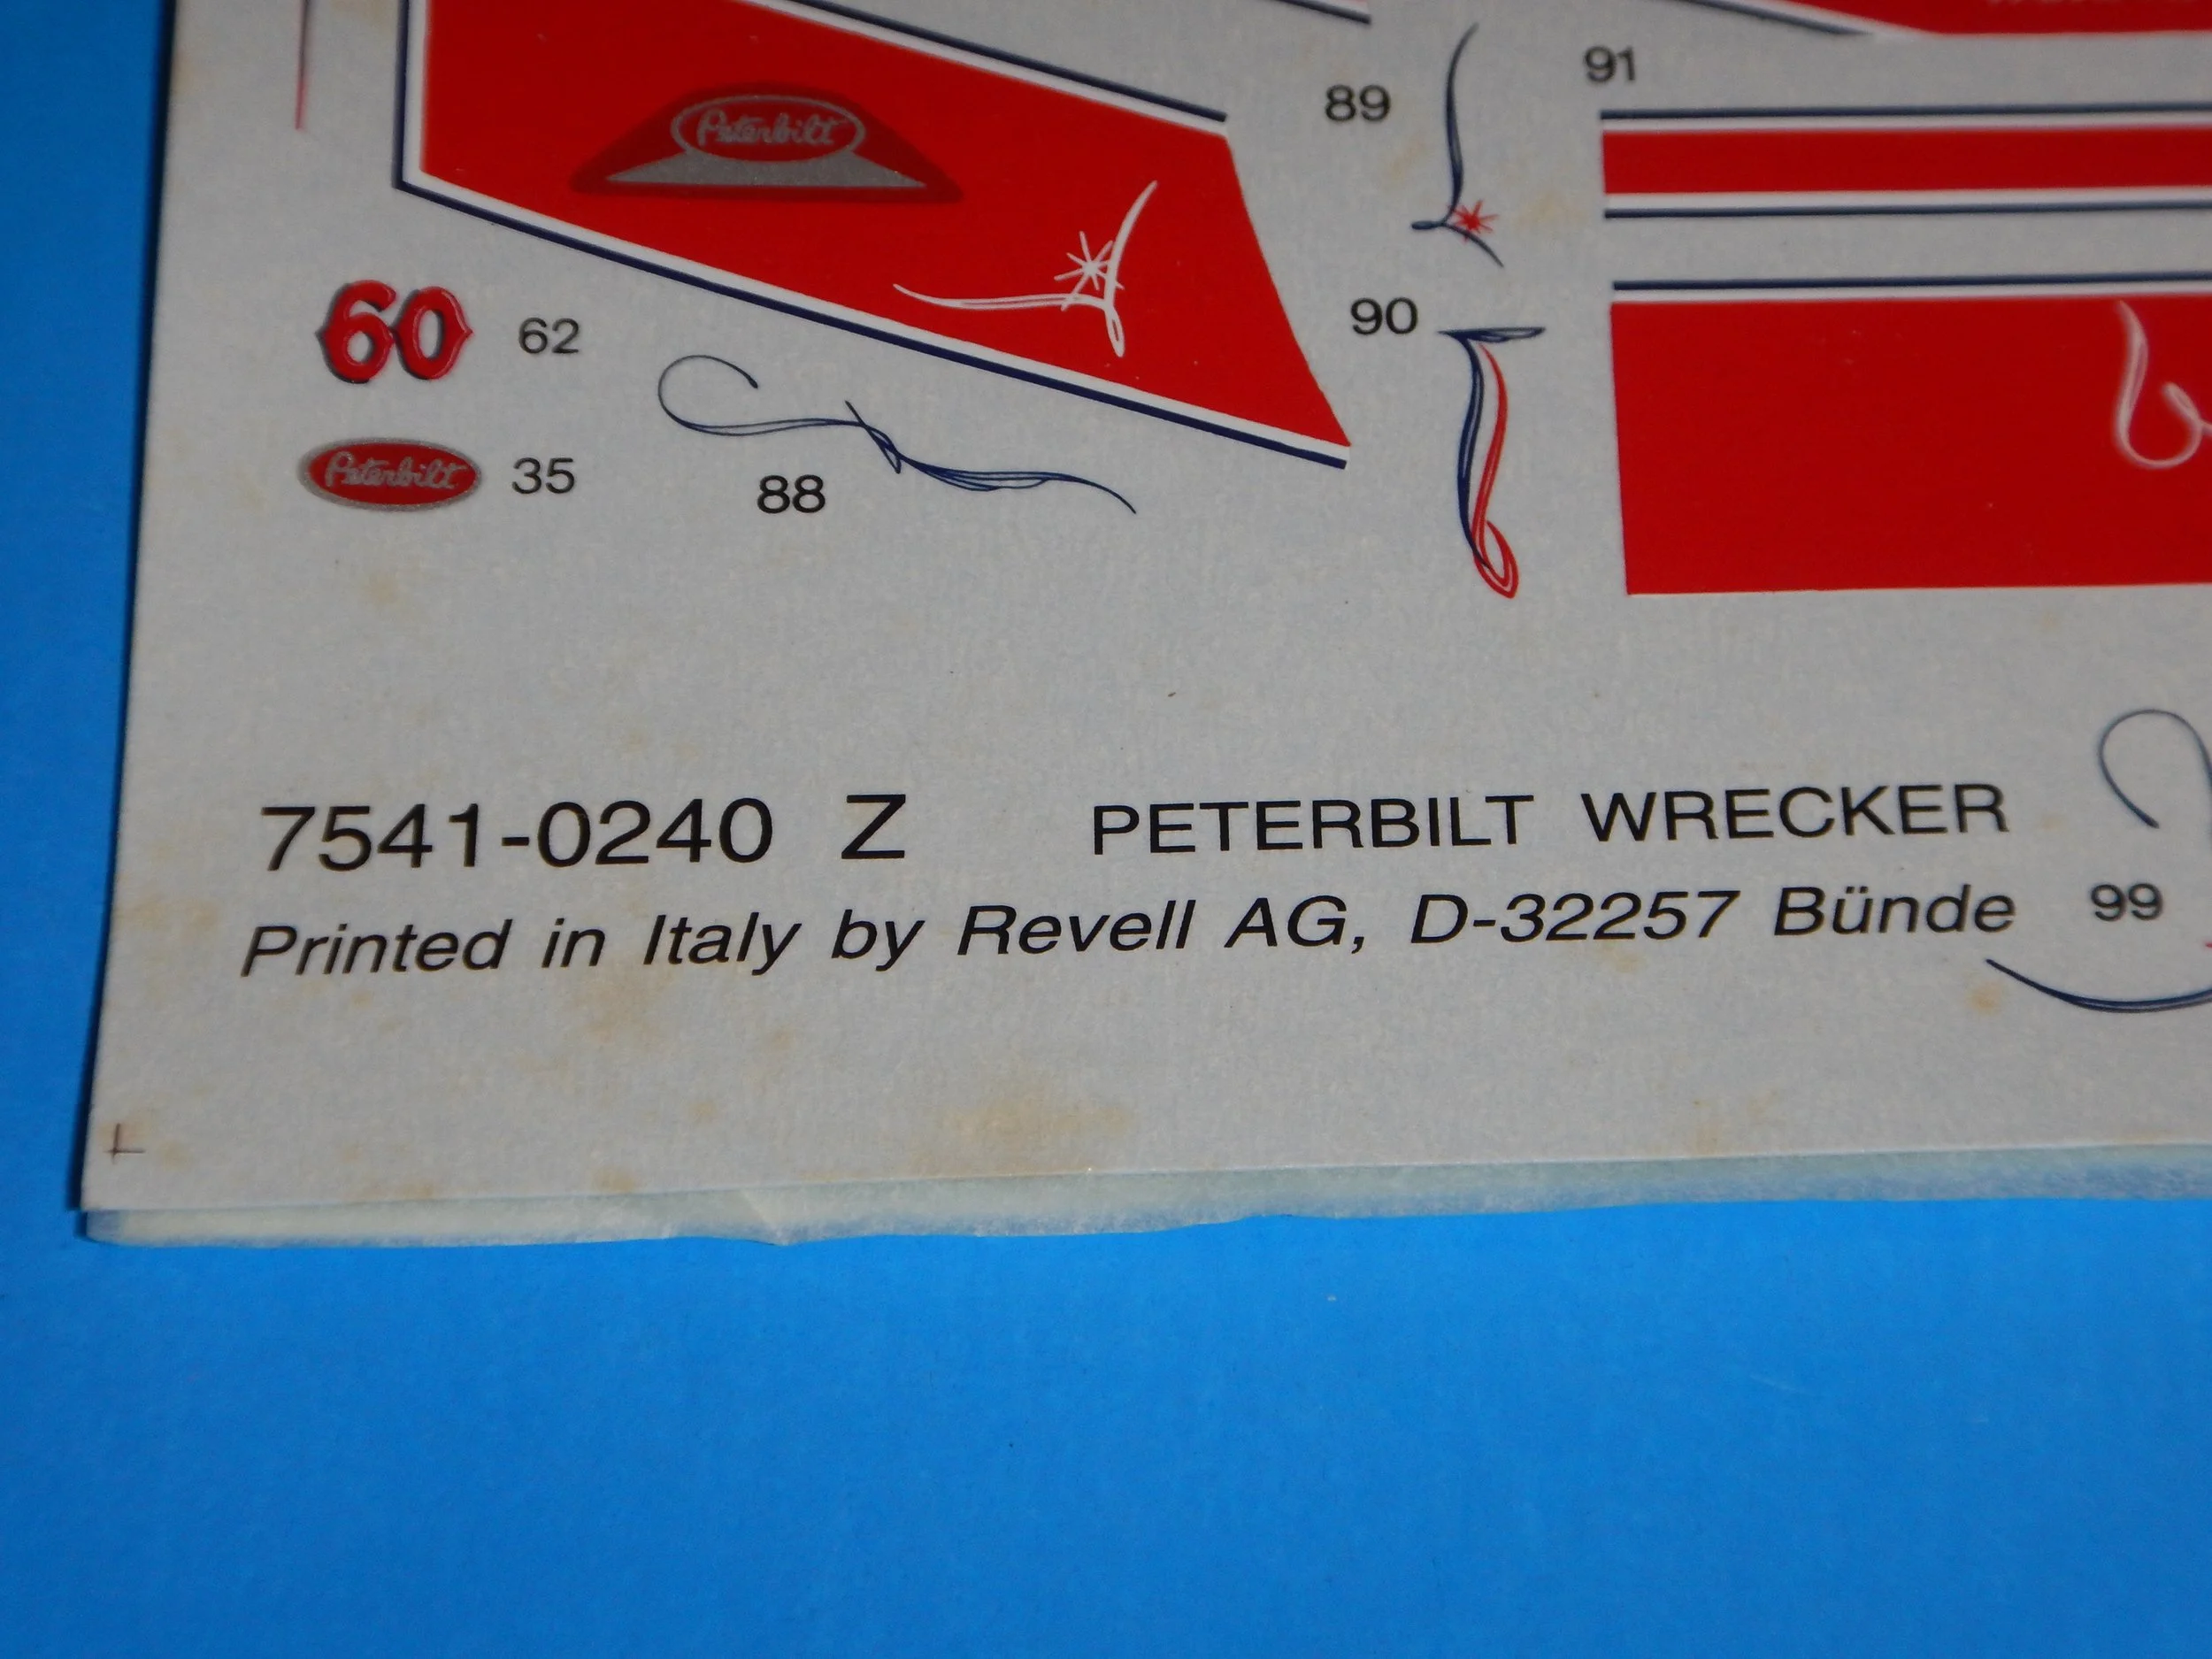 91
89
Peterbilt
90
60 62
Peterbilt 35
88
7541-0240 Z PETERBILT WRECKER
Printed in Italy by Revell AG, D-32257 Bünde
99